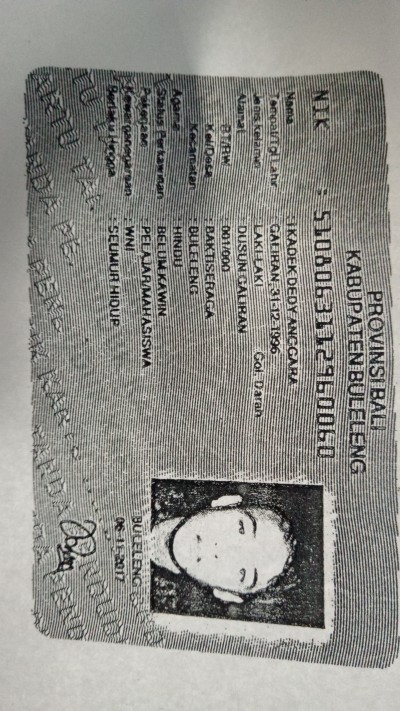 PROVINSI BALI
KABUPATEN BULELENG
NIK : 5108063112960060
Nama : I KADEK DEDY ANGGARA
Tempat/Tgl Lahir : GALIRAN 31-12-1996
Jenis Kelamin : LAKI-LAKI Gol. Darah
Alamat : DUSUN GALIRAN
RT/RW : 001/000
Kel/Desa : BAKTISERAGA
Kecamatan : BULELENG
Agama : HINDU
Status Perkawinan : BELUM KAWIN
Pekerjaan : PELAJAR/MAHASISWA
Kewarganegaraan : WNI
Berlaku Hingga : SEUMUR HIDUP
BULELENG
06-11-2017